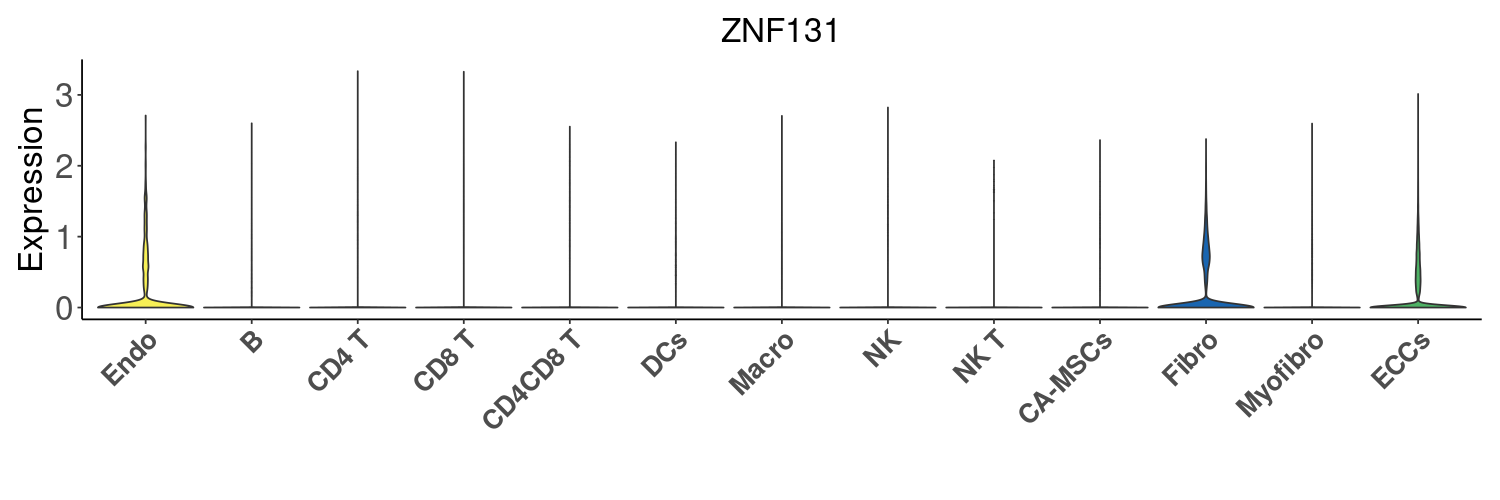 ZNF131
Expression
3
2
1
0
Endo
B
CD4 T
CD8 T
CD4CD8 T
DCs
Macro
NK
NK T
CA-MSCs
Fibro
Myofibro
ECCs